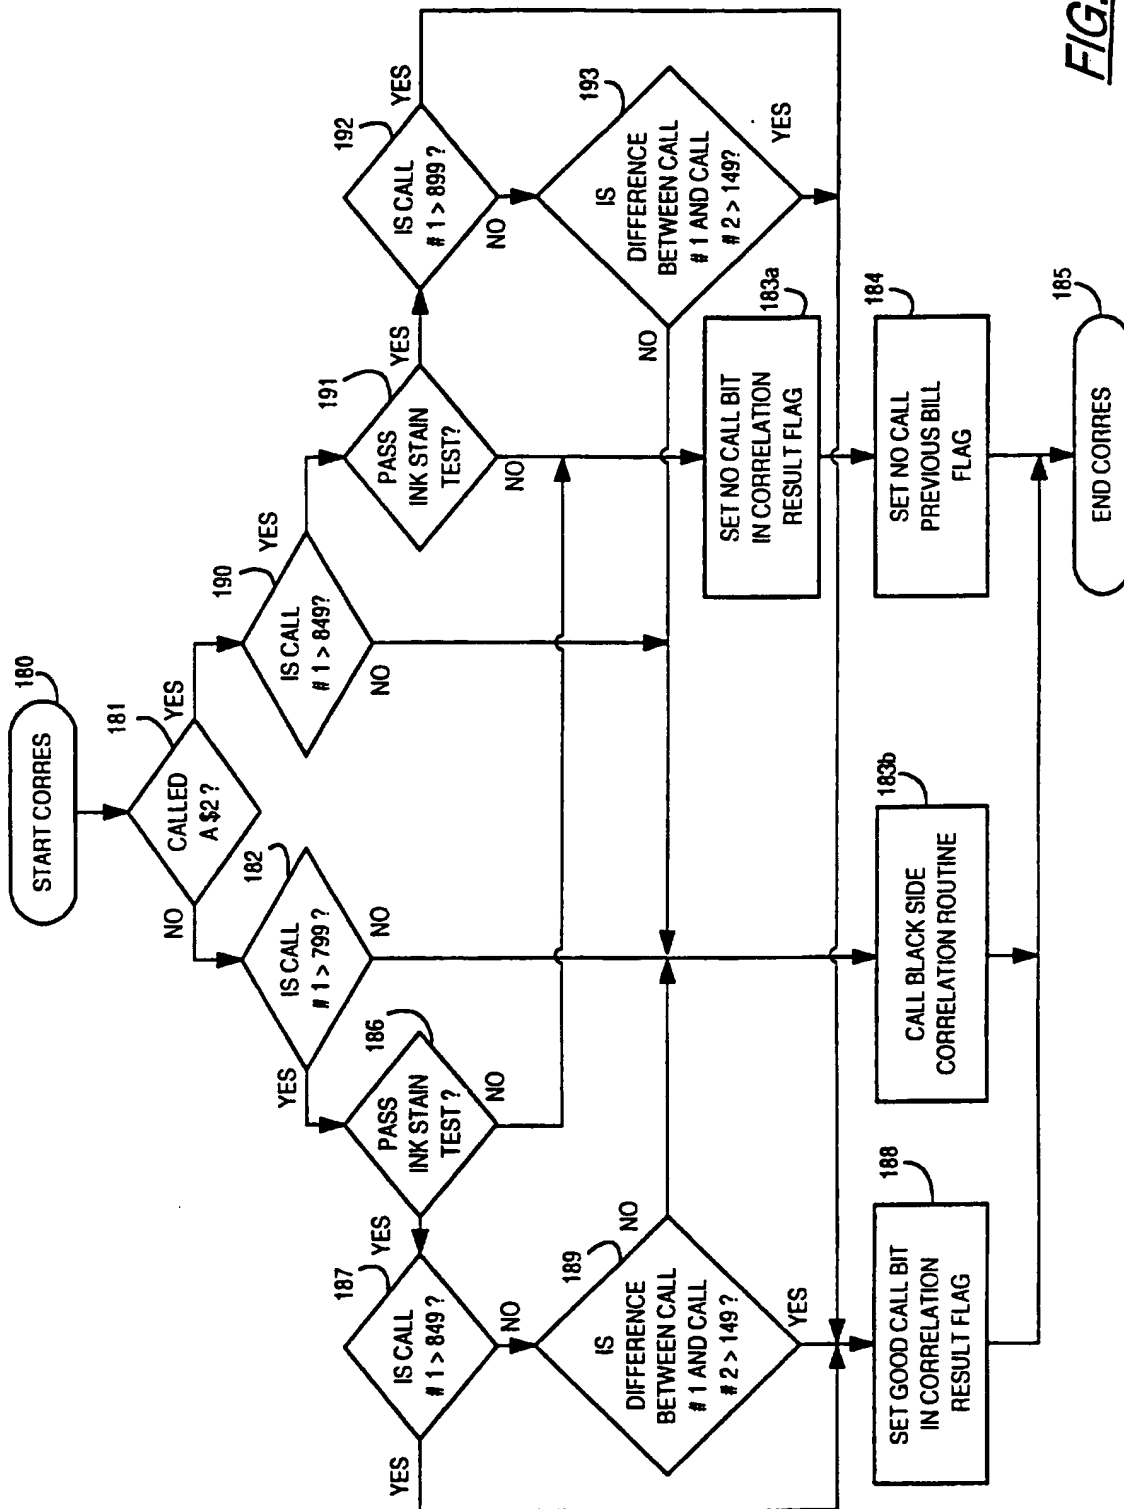 START CORRES
180
CALLED
A $2?
181
YES
NO
IS CALL
# 1 > 799?
182
YES
NO
IS CALL
# 1 > 849?
190
YES
NO
PASS
INK STAIN
TEST?
186
YES
NO
PASS
INK STAIN
TEST?
191
YES
NO
IS CALL
# 1 > 849?
187
YES
NO
IS CALL
# 1 > 899?
192
YES
NO
IS
DIFFERENCE
BETWEEN CALL
# 1 AND CALL
# 2 > 149?
189
NO
YES
IS
DIFFERENCE
BETWEEN CALL
# 1 AND CALL
# 2 > 149?
193
NO
YES
SET GOOD CALL BIT
IN CORRELATION
RESULT FLAG
188
CALL BLACK SIDE
CORRELATION ROUTINE
183b
SET NO CALL BIT
IN CORRELATION
RESULT FLAG
183a
SET NO CALL
PREVIOUS BILL
FLAG
184
END CORRES
185
FIG.